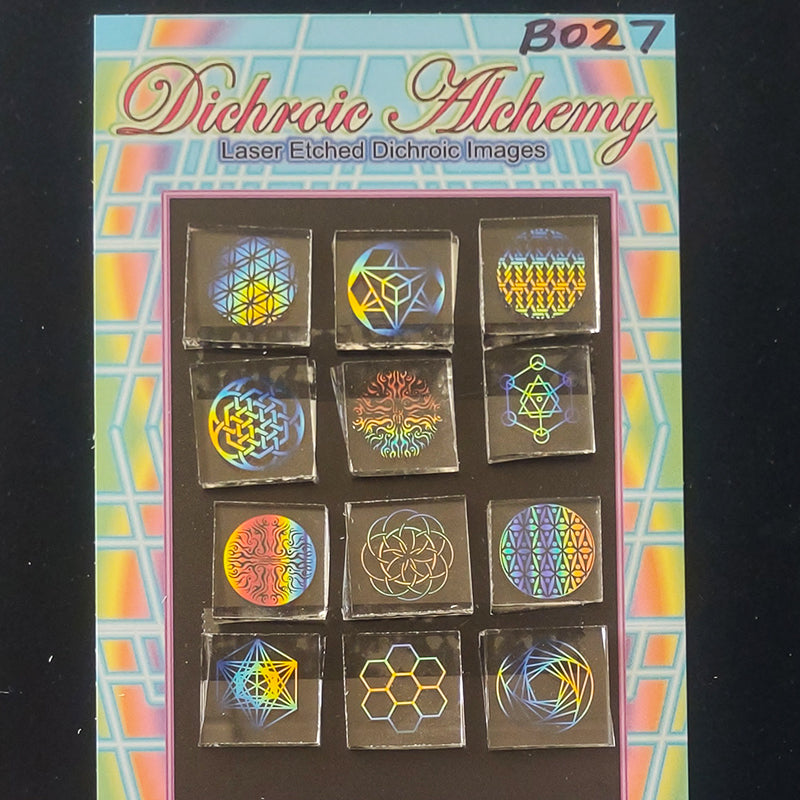 B027
Dichroic Alchemy
Laser Etched Dichroic Images